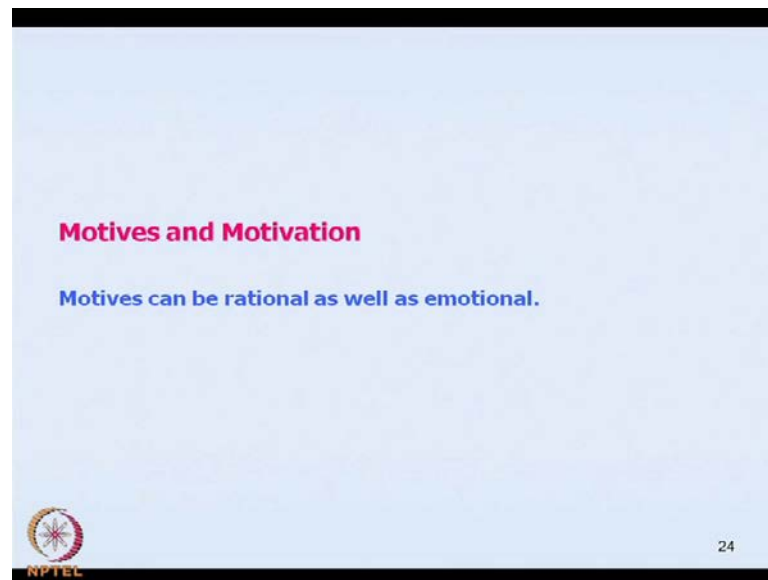 Motives and Motivation
Motives can be rational as well as emotional.
24
NPTEL